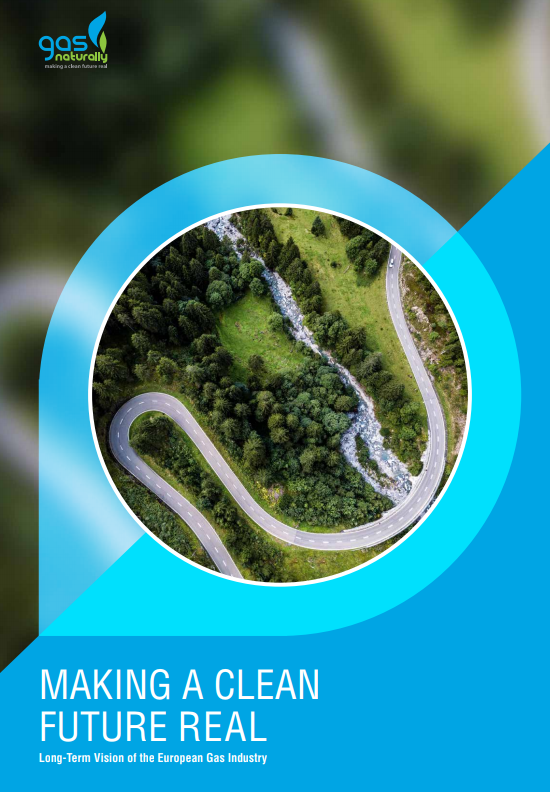 gas
naturally
making a clean future real
MAKING A CLEAN
FUTURE REAL
Long-Term Vision of the European Gas Industry